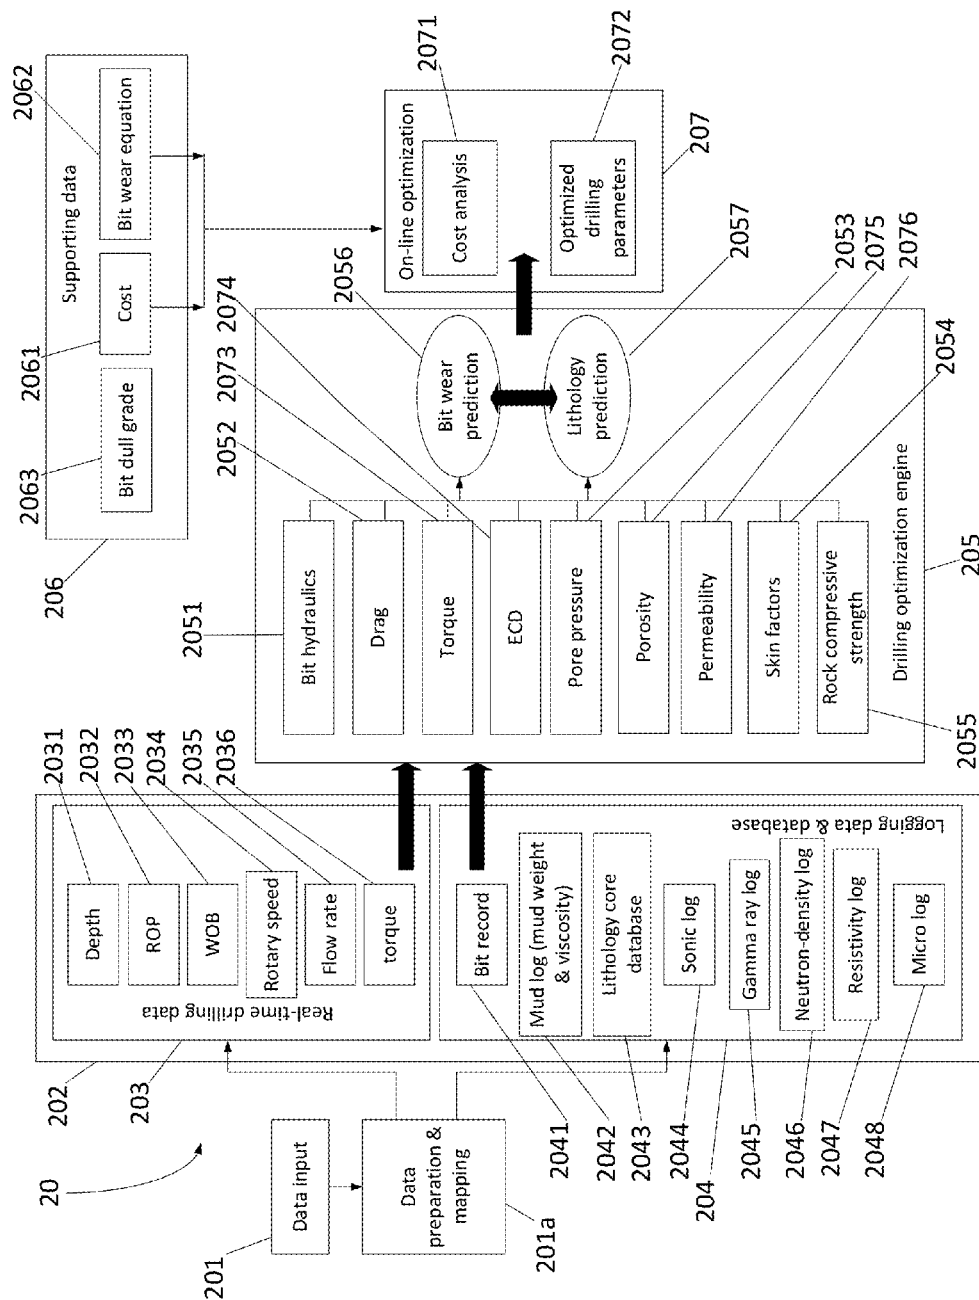 20
201
Data input
Data
preparation &
mapping
201a
202
203
Real-time drilling data
Depth
ROP
WOB
Rotary speed
Flow rate
torque
2031
2032
2033
2034
2035
2036
Bit record
Mud log (mud weight
& viscosity)
Lithology core
database
Sonic log
Gamma ray log
Neutron-density log
Resistivity log
Micro log
Logging data & database
2041
2042
2043
2044
204
2045
2046
2047
2048
206
Supporting data
Bit dull grade
Cost
Bit wear equation
2063
2061
2062
2051
2052
2073
2074
Bit hydraulics
Drag
Torque
ECD
Pore pressure
Porosity
Permeability
Skin factors
Rock compressive
strength
2055
Drilling optimization engine
205
Bit wear
prediction
2056
Lithology
prediction
2057
2053
2075
2076
2054
On-line optimization
Cost analysis
Optimized
drilling
parameters
2071
2072
207